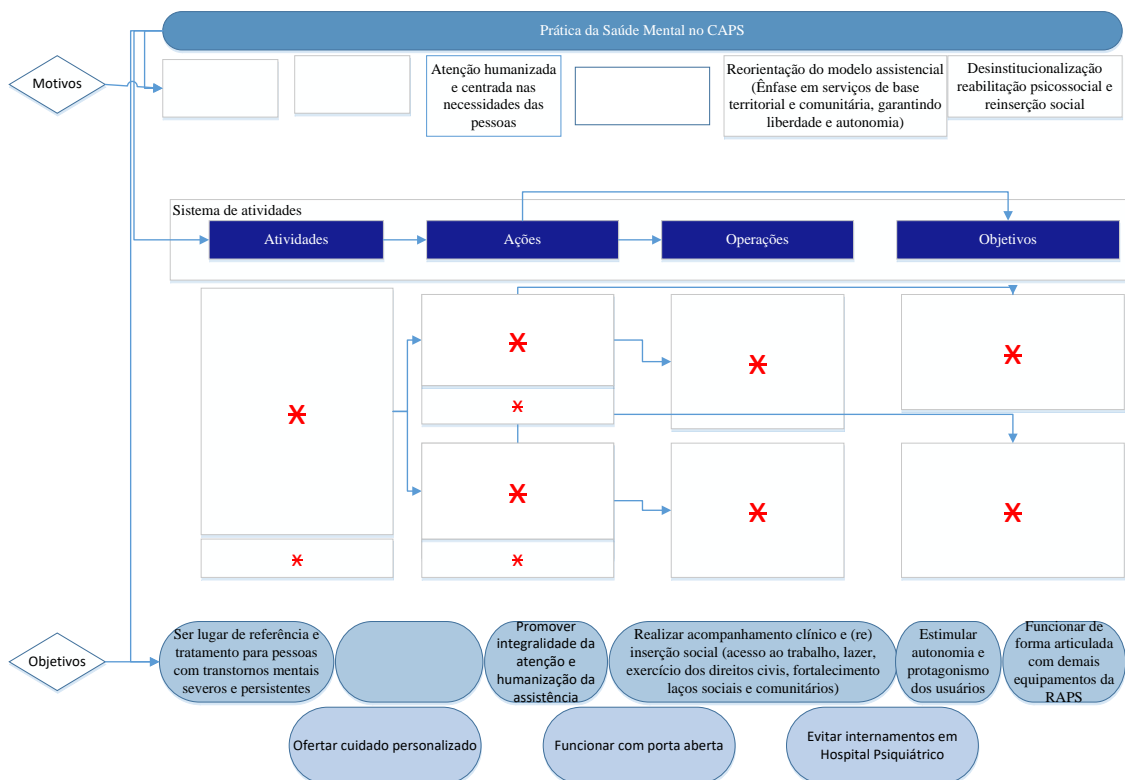 Prática da Saúde Mental no CAPS
Motivos
Atenção humanizada
e centrada nas
necessidades das
pessoas
Reorientação do modelo assistencial
(Ênfase em serviços de base
territorial e comunitária, garantindo
liberdade e autonomia)
Desinstitucionalização
reabilitação psicossocial e
reinserção social
Sistema de atividades
Atividades
Ações
Operações
Objetivos
X
X
X
X
X
X
X
X
X
X
Objetivos
Ser lugar de referência e
tratamento para pessoas
com transtornos mentais
severos e persistentes
Promover
integralidade da
atenção e
humanização da
assistência
Realizar acompanhamento clínico e (re)
inserção social (acesso ao trabalho, lazer,
exercício dos direitos civis, fortalecimento
laços sociais e comunitários)
Estimular
autonomia e
protagonismo
dos usuários
Funcionar de
forma articulada
com demais
equipamentos da
RAPS
Ofertar cuidado personalizado
Funcionar com porta aberta
Evitar internamentos em
Hospital Psiquiátrico